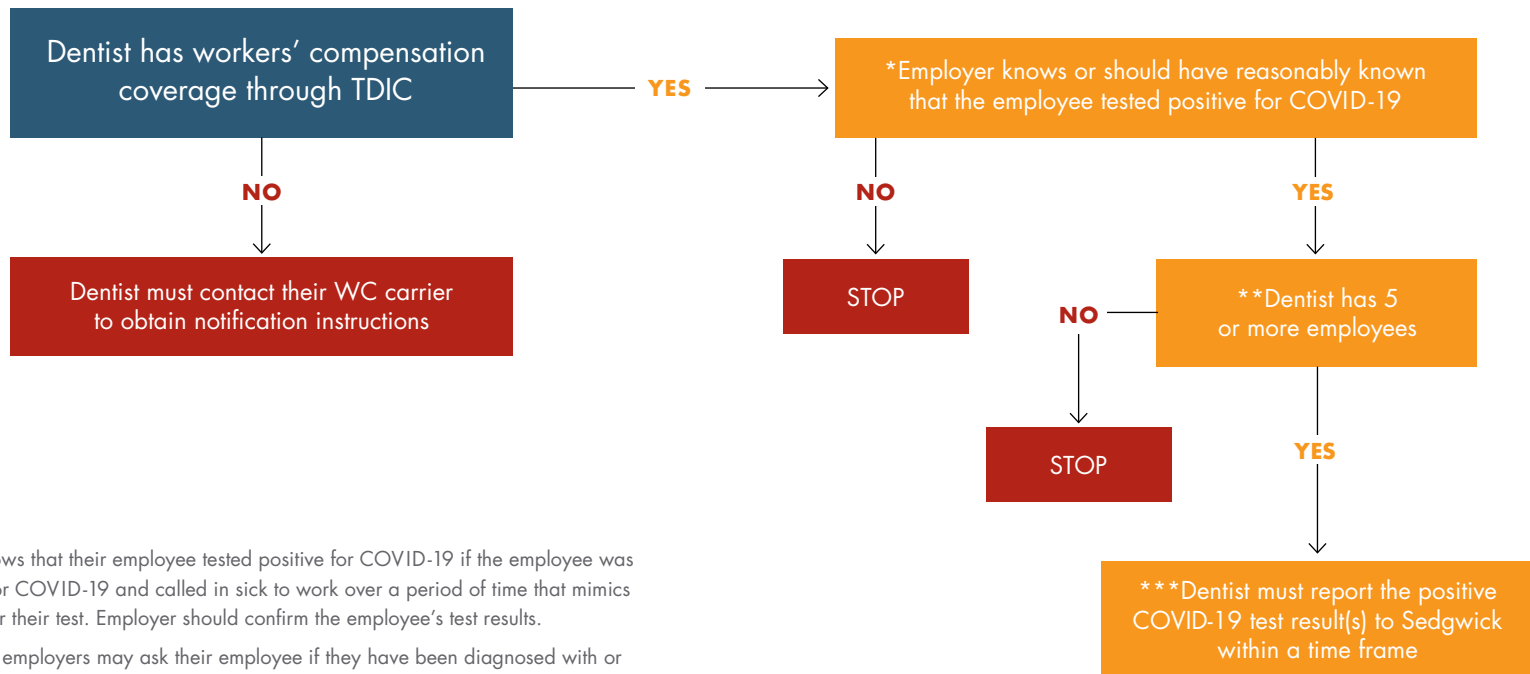 Dentist has workers' compensation
coverage through TDIC
YES
*Employer knows or should have reasonably known
that the employee tested positive for COVID-19
NO
NO
YES
Dentist must contact their WC carrier
to obtain notification instructions
STOP
**Dentist has 5
or more employees
NO
STOP
YES
***Dentist must report the positive
COVID-19 test result(s) to Sedgwick
within a time frame
that their employee tested positive for COVID-19 if the employee was
COVID-19 and called in sick to work over a period of time that mimics
their test. Employer should confirm the employee's test results.
employers may ask their employee if they have been diagnosed with or